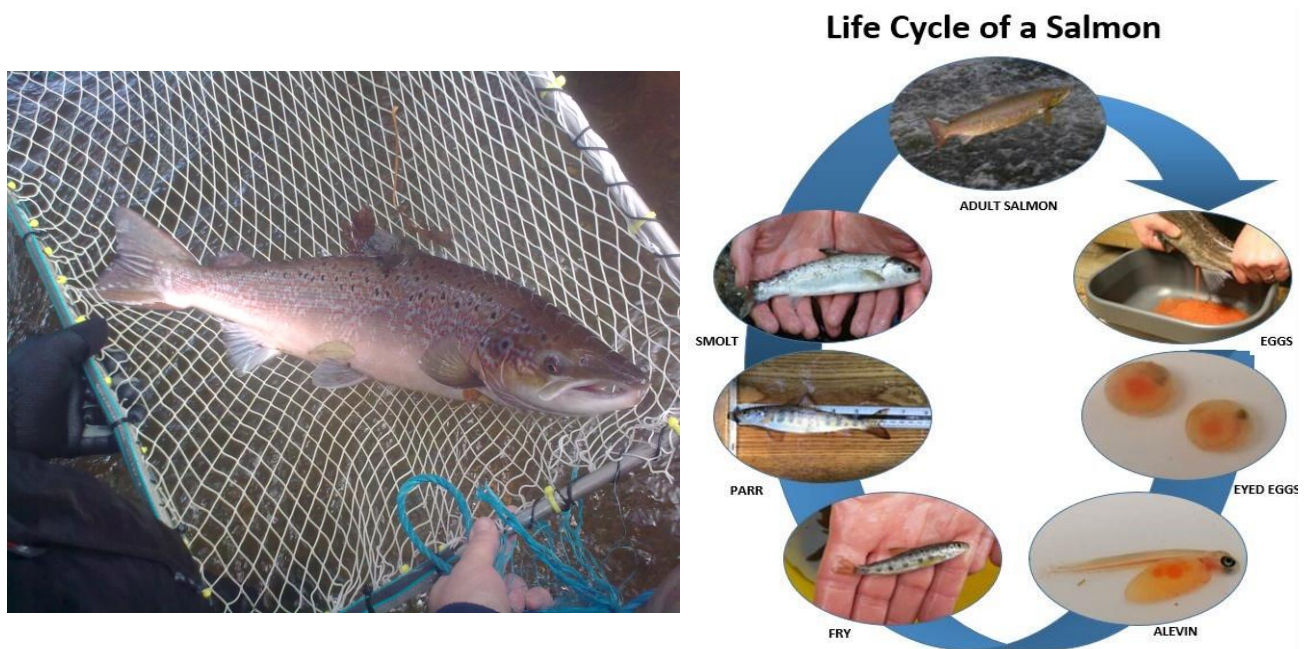 Life Cycle of a Salmon
ADULT SALMON
SMOLT
EGGS
PARR
EYED EGGS
FRY
ALEVIN